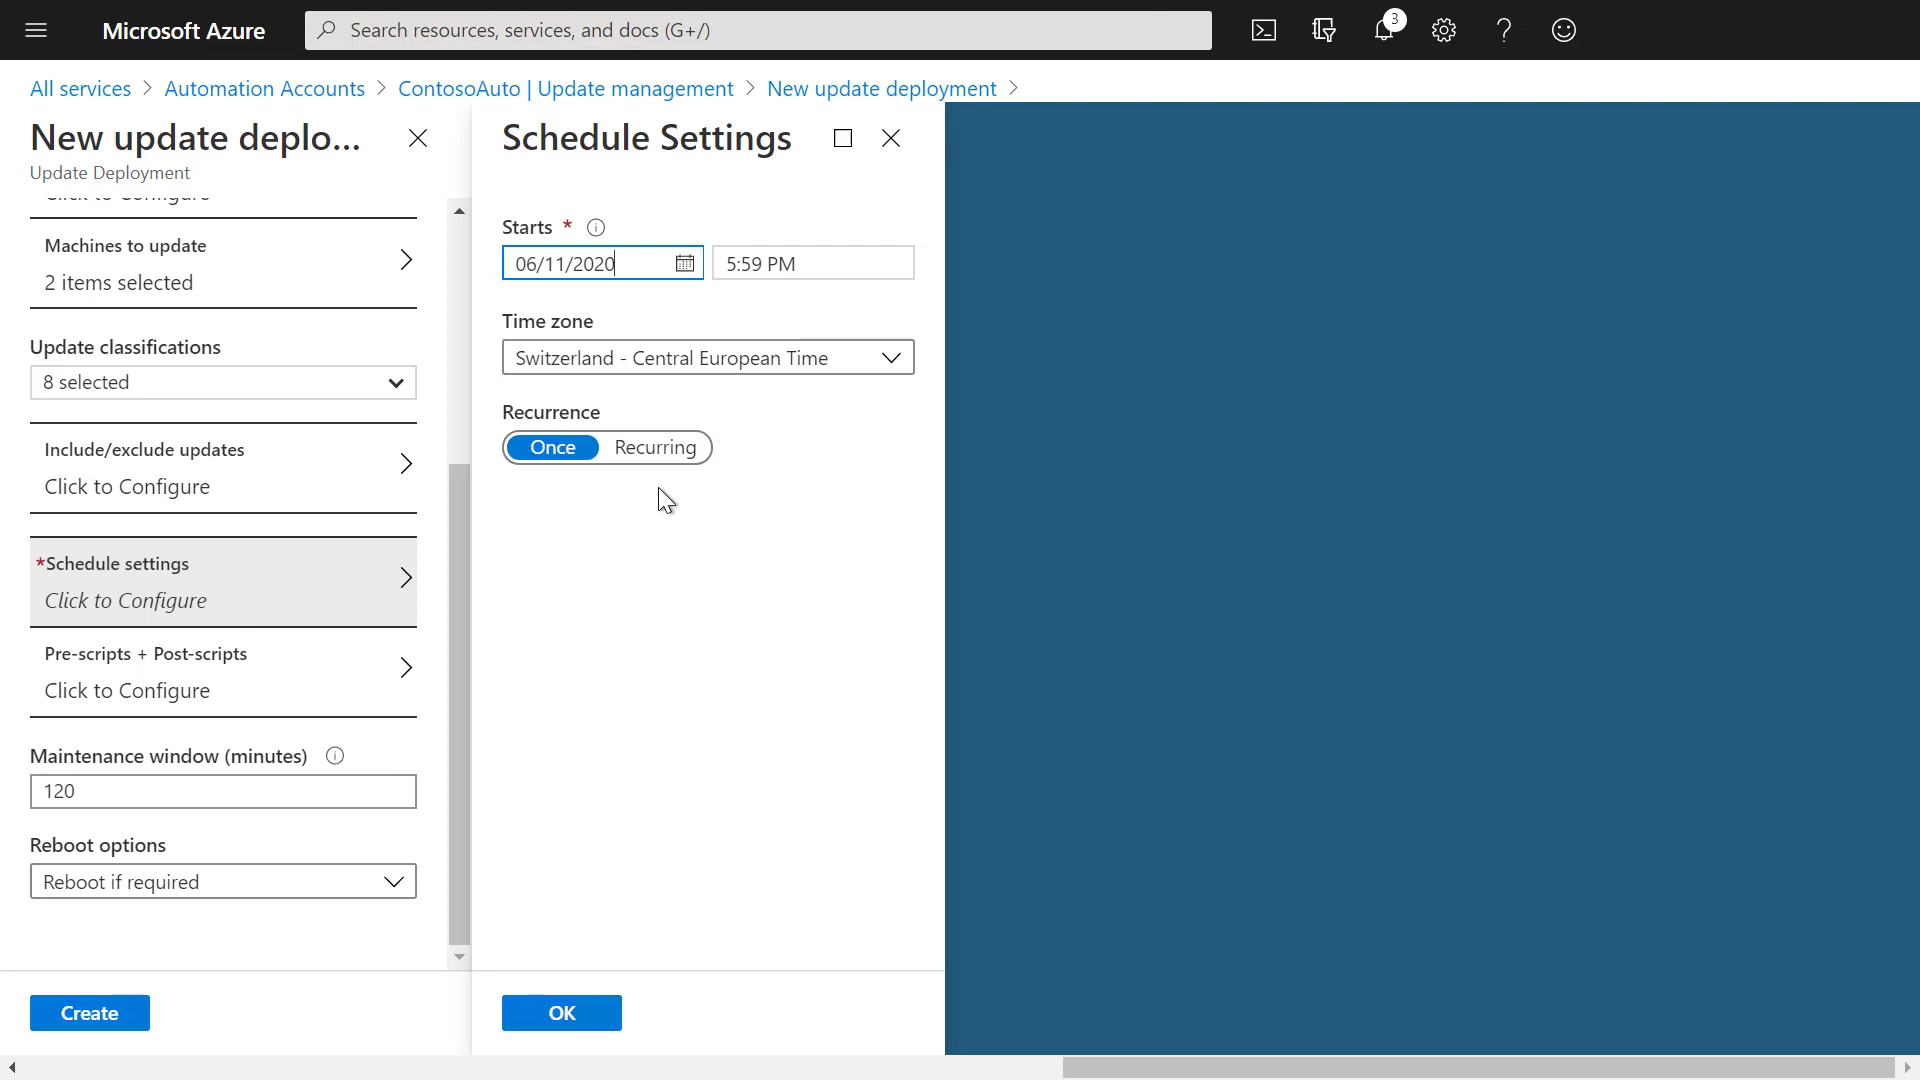 Microsoft Azure
Search resources, services, and docs (G+/)
3
All services > Automation Accounts > ContosoAuto | Update management > New update deployment >
New update deplo...
Update Deployment
Click to Configure
Machines to update
2 items selected
Update classifications
8 selected
Include/exclude updates
Click to Configure
*Schedule settings
Click to Configure
Pre-scripts + Post-scripts
Click to Configure
Maintenance window (minutes)
120
Reboot options
Reboot if required
Create
Schedule Settings
Starts *
06/11/2020 5:59 PM
Time zone
Switzerland - Central European Time
Recurrence
Once Recurring
OK